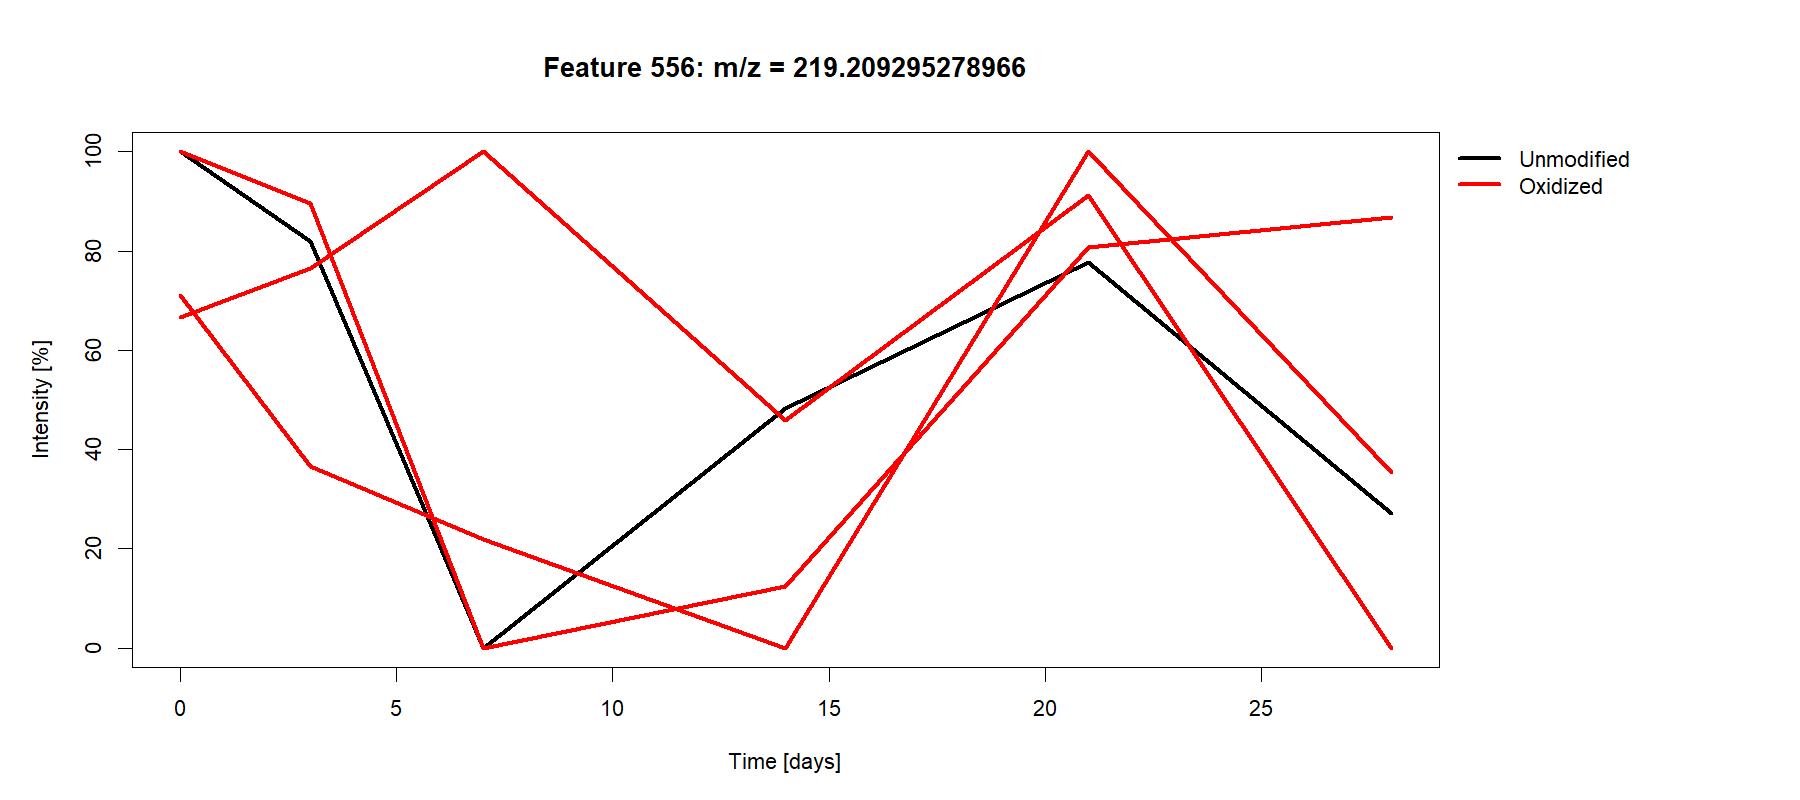 Feature 556: m/z = 219.209295278966
Unmodified
Oxidized
Intensity [%]
100
80
60
40
20
0
0 5 10 15 20 25
Time [days]